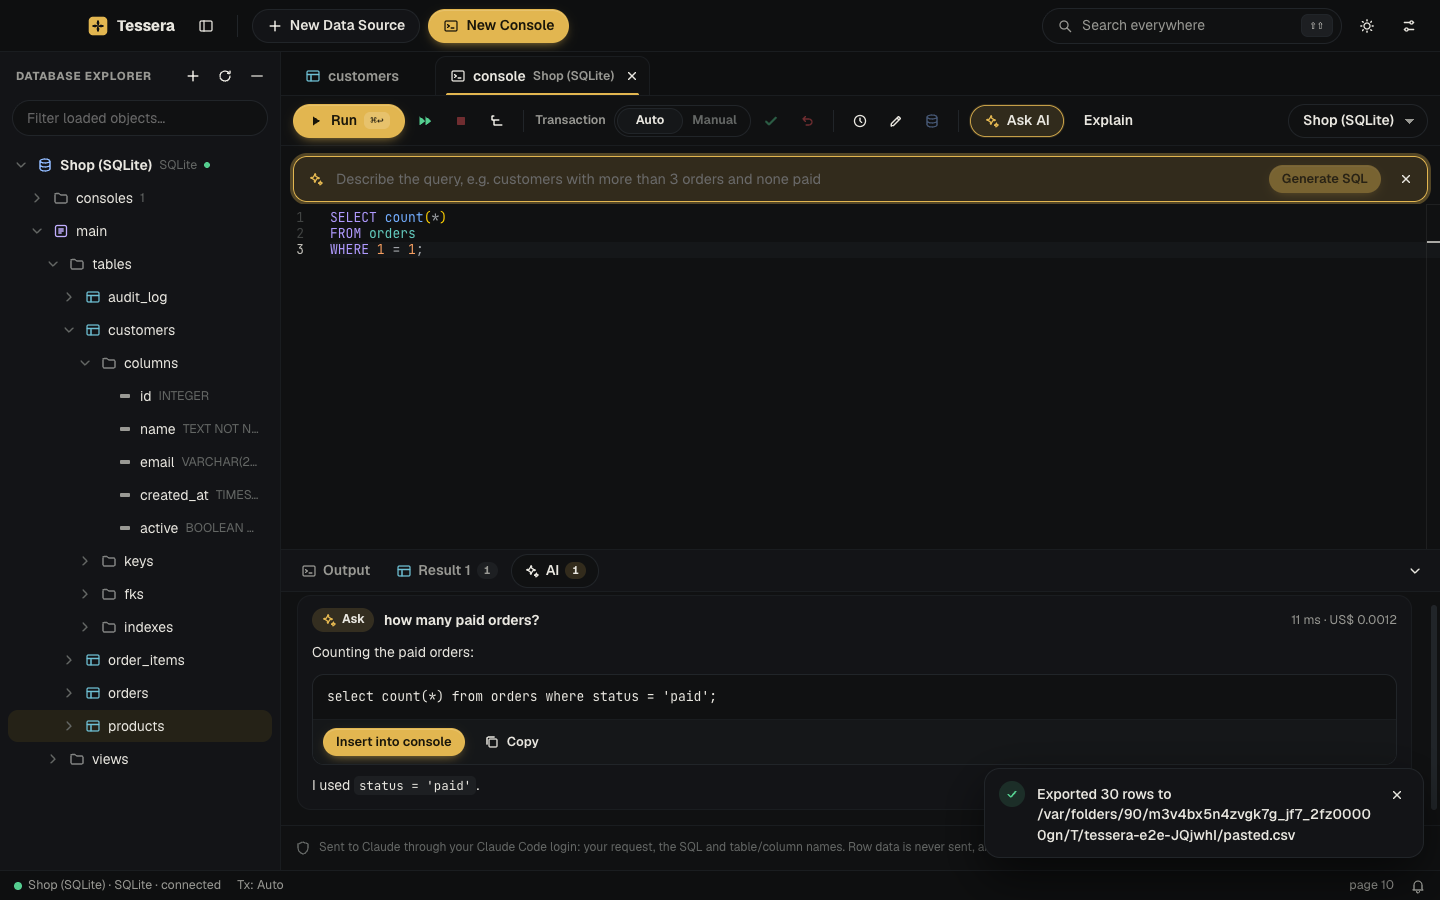 Tessera
New Data Source
New Console
Search everywhere
⇧⇧
DATABASE EXPLORER
customers
console Shop (SQLite)
Filter loaded objects…
Run ⌘↩
Transaction
Auto
Manual
Ask AI
Explain
Shop (SQLite)
Shop (SQLite) SQLite
consoles 1
main
tables
audit_log
customers
columns
id INTEGER
name TEXT NOT N…
email VARCHAR(2…
created_at TIMES…
active BOOLEAN …
keys
fks
indexes
order_items
orders
products
views
Describe the query, e.g. customers with more than 3 orders and none paid
Generate SQL
1 SELECT count(*)
2 FROM orders
3 WHERE 1 = 1;
Output
Result 1 1
AI 1
Ask how many paid orders?
11 ms · US$ 0.0012
Counting the paid orders:
select count(*) from orders where status = 'paid';
Insert into console
Copy
I used status = 'paid'.
Sent to Claude through your Claude Code login: your request, the SQL and table/column names. Row data is never sent,
Exported 30 rows to
/var/folders/90/m3v4bx5n4zvgk7g_jf7_2fz0000
0gn/T/tessera-e2e-JQjwhI/pasted.csv
Shop (SQLite) · SQLite · connected
Tx: Auto
page 10